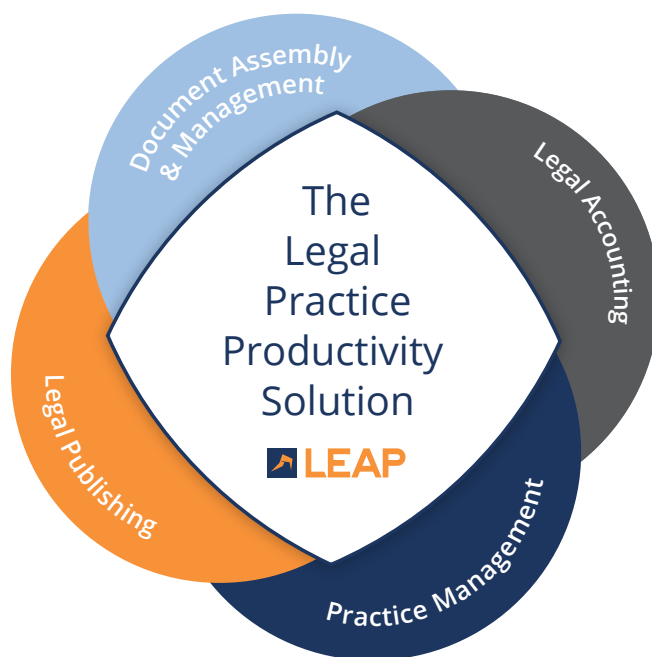 Document Assembly
& Management
Legal Accounting
The
Legal
Practice
Productivity
Solution
LEAP
Legal Publishing
Practice Management